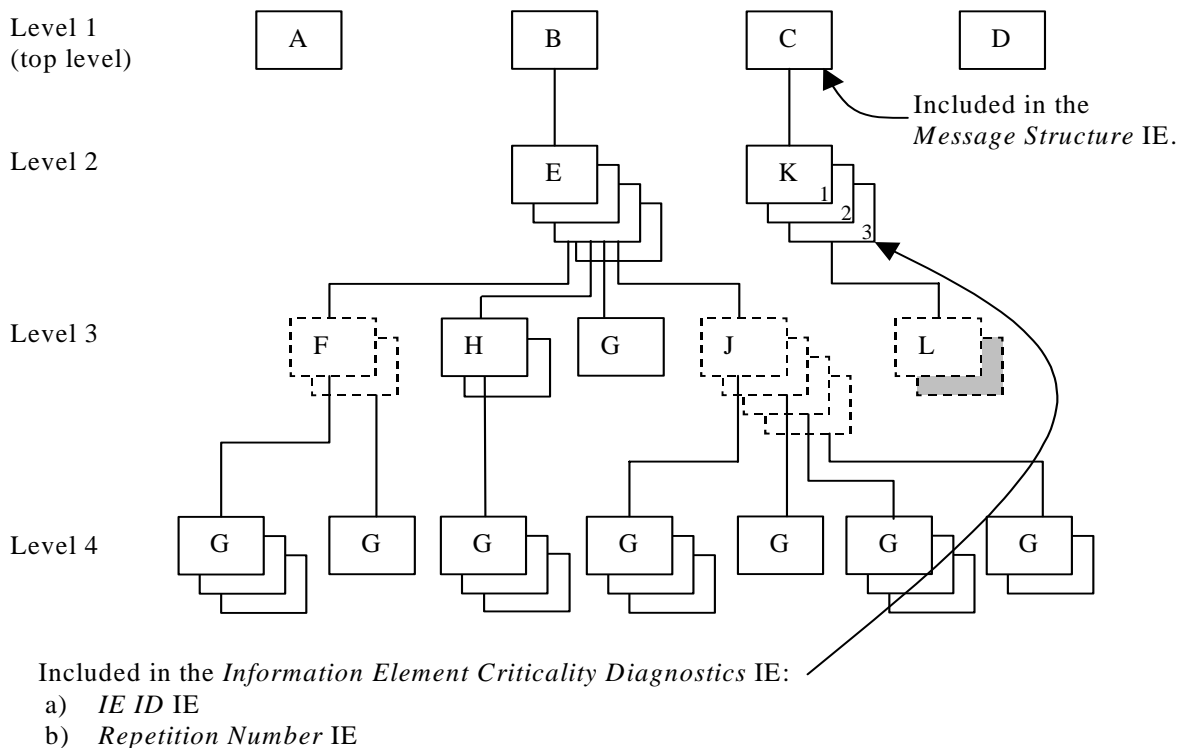 Level 1
(top level)
A
B
C
D
Included in the
Message Structure IE.
Level 2
E
K
1
2
3
Level 3
F
H
G
J
L
Level 4
G
G
G
G
G
G
G
Included in the Information Element Criticality Diagnostics IE:
a) IE ID IE
b) Repetition Number IE